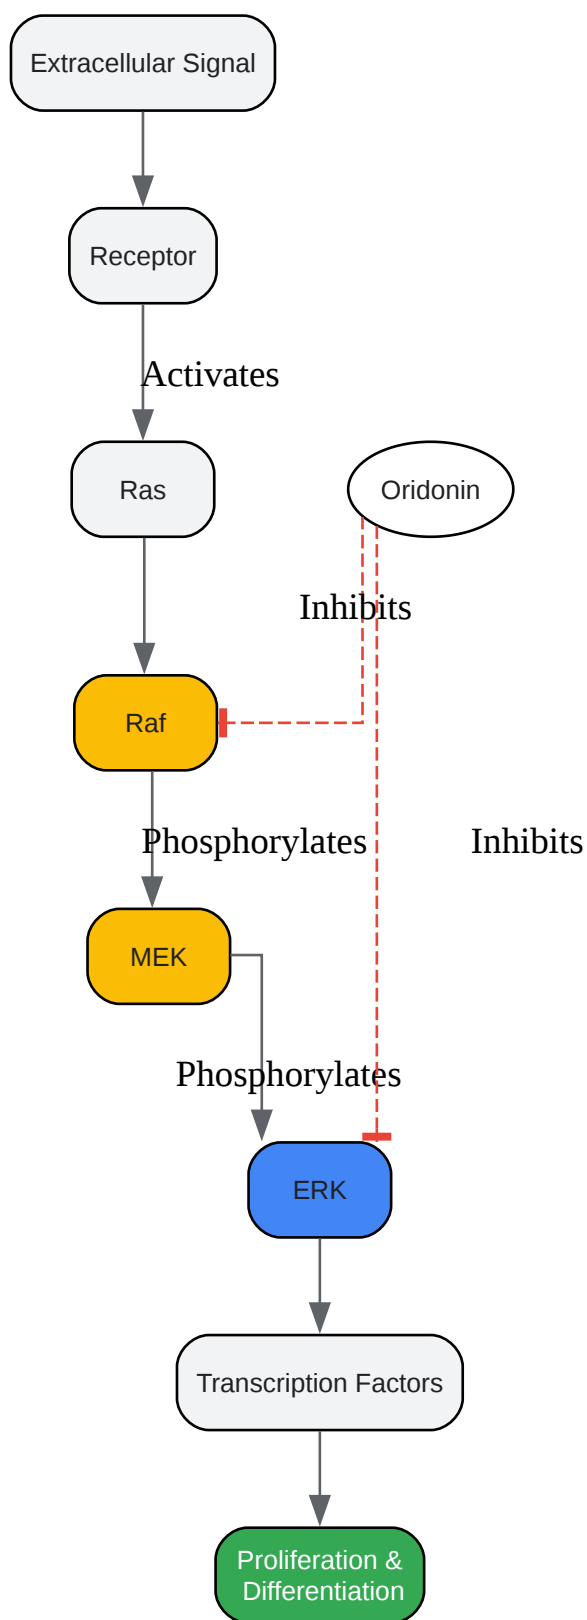 Extracellular Signal
Receptor
Activates
Ras
Oridonin
Inhibits
Raf
Phosphorylates
Inhibits
MEK
Phosphorylates
ERK
Transcription Factors
Proliferation &
Differentiation